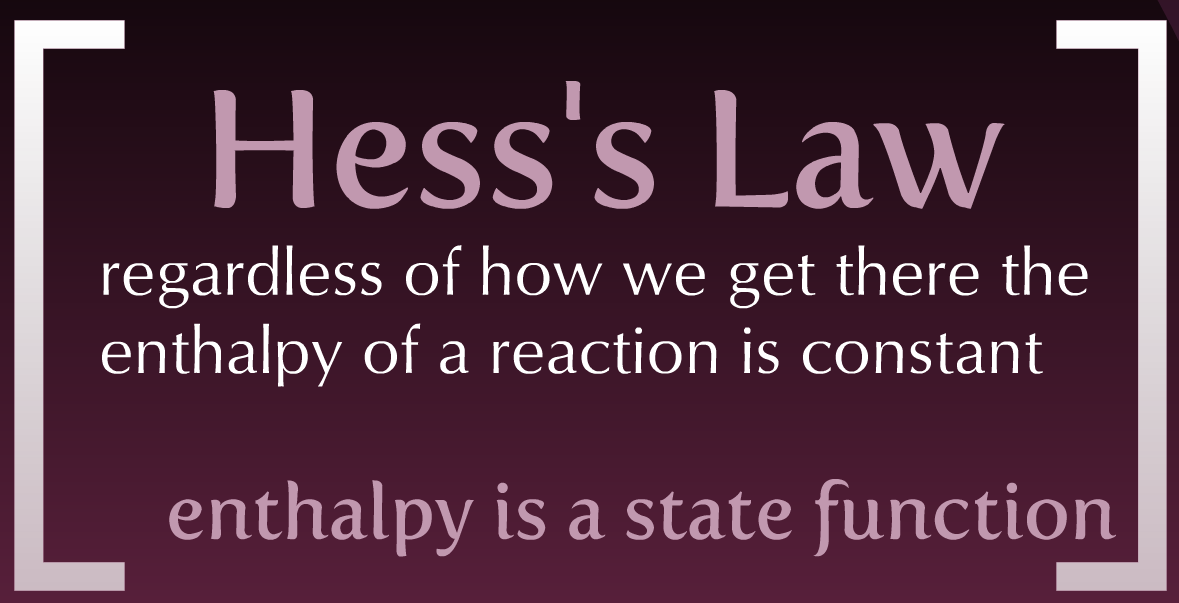 Hess's Law
regardless of how we get there the
enthalpy of a reaction is constant
enthalpy is a state function